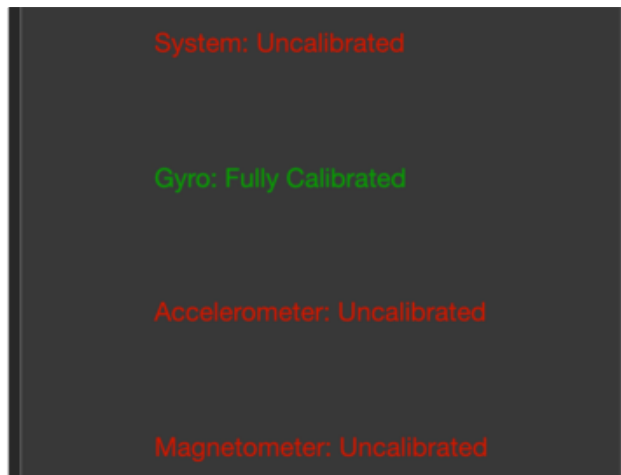 System: Uncalibrated
Gyro: Fully Calibrated
Accelerometer: Uncalibrated
Magnetometer: Uncalibrated